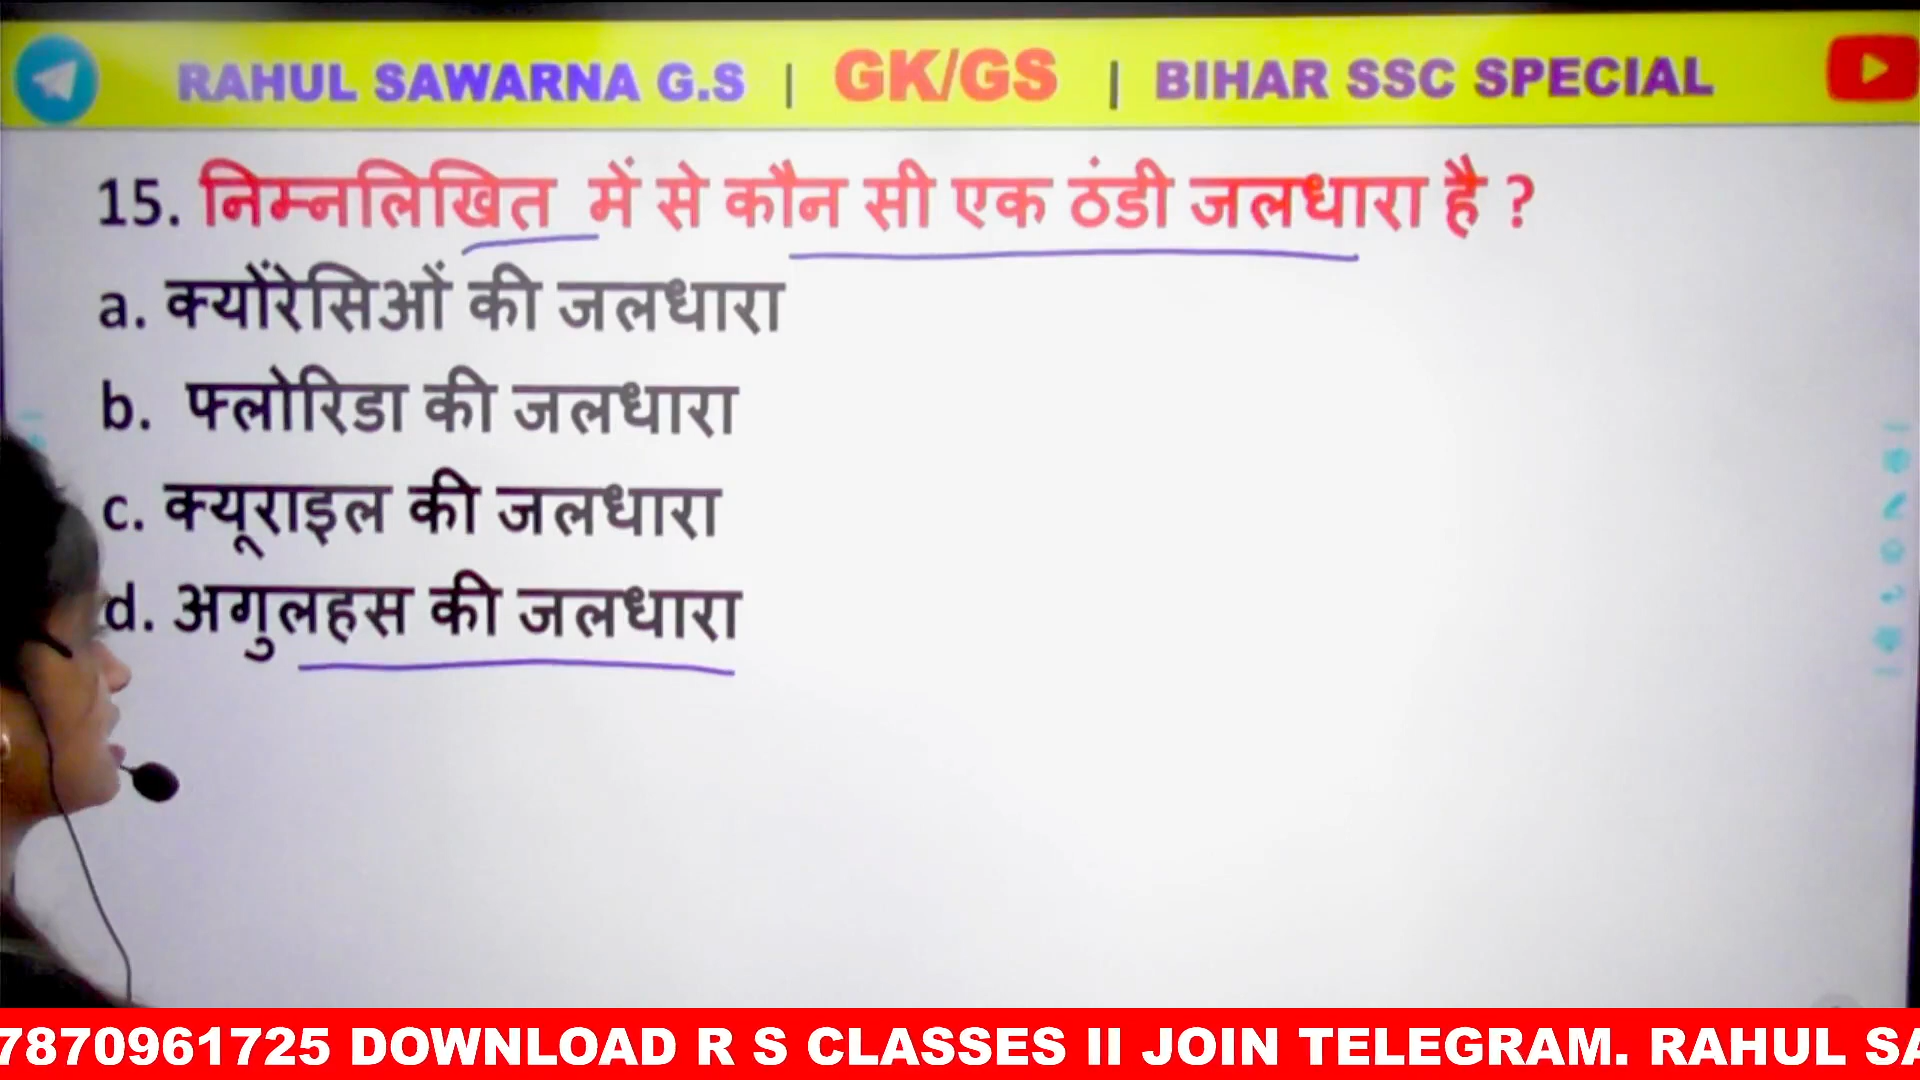 RAHUL SAWARNA G.S | GK/GS | BIHAR SSC SPECIAL
15. निम्नलिखित में से कौन सी एक ठंडी जलधारा है ?
a. क्योंरेसिओं की जलधारा
b. फ्लोरिडा की जलधारा
c. क्यूराइल की जलधारा
d. अगुलहस की जलधारा
7870961725 DOWNLOAD R S CLASSES II JOIN TELEGRAM. RAHUL SA